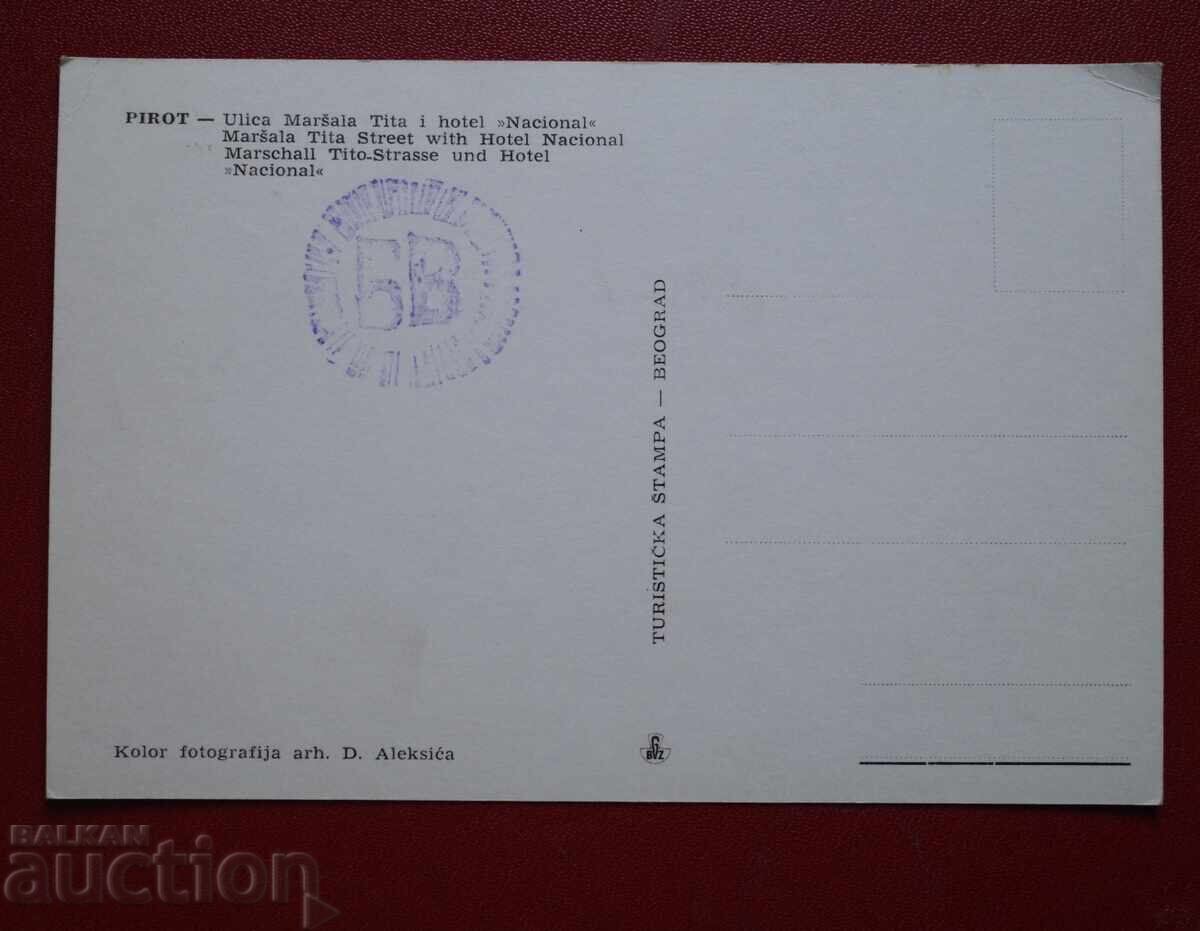 PIROT — Ulica Maršala Tita i hotel »Nacional«
Maršala Tita Street with Hotel Nacional
Marschall Tito-Strasse und Hotel
»Nacional«
БВ
TURISTIČKA ŠTAMPA — BEOGRAD
Kolor fotografija arh. D. Aleksića
G
BVZ
BALKAN
auction